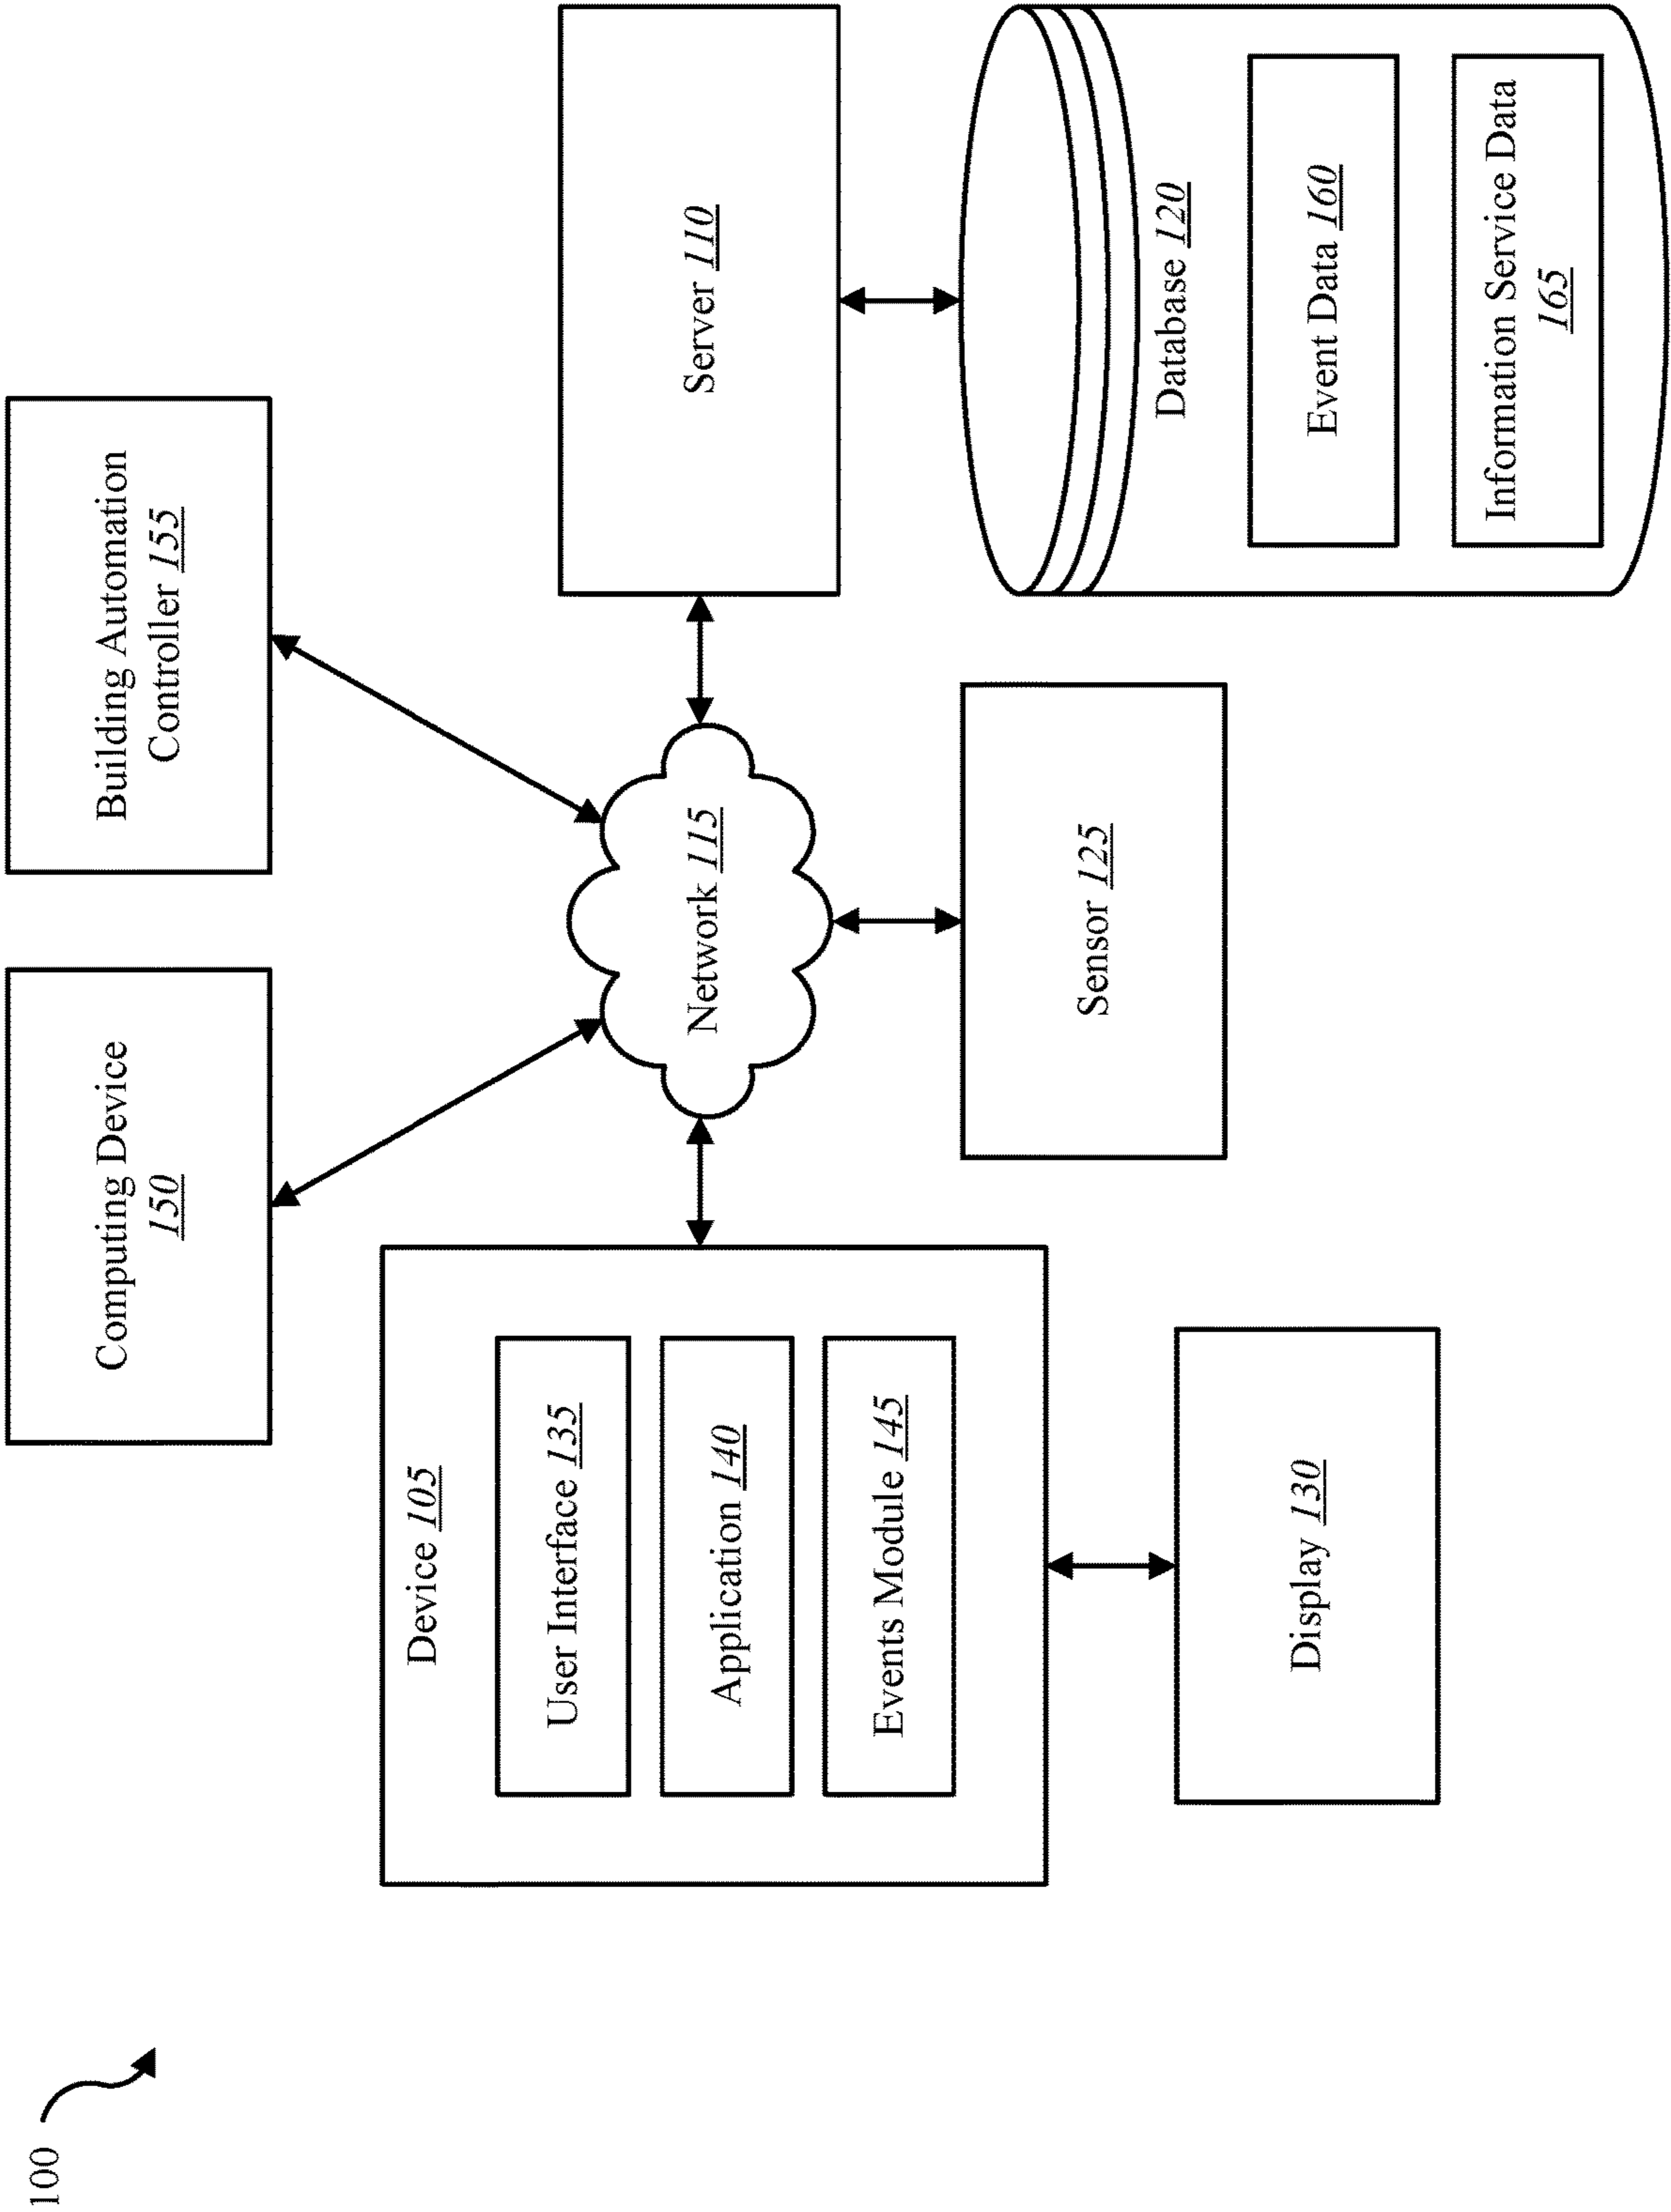 100
Computing Device
150
Building Automation
Controller 155
Device 105
User Interface 135
Application 140
Events Module 145
Network 115
Server 110
Display 130
Sensor 125
Database 120
Event Data 160
Information Service Data
165